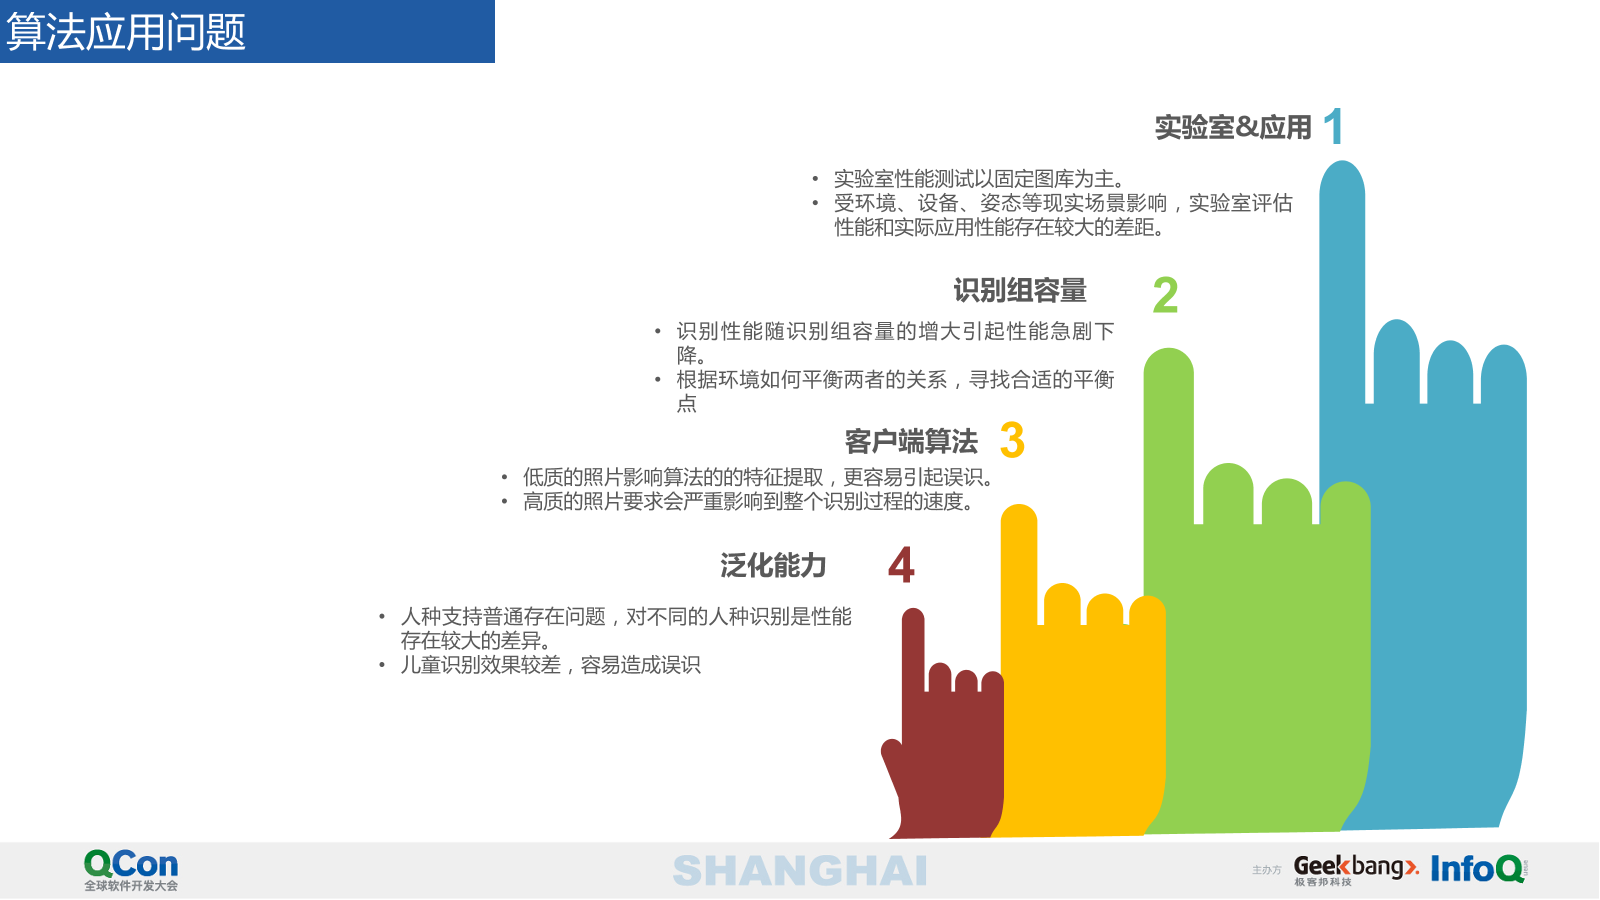 算法应用问题
实验室&应用 1
• 实验室性能测试以固定图库为主。
• 受环境、设备、姿态等现实场景影响，实验室评估
性能和实际应用性能存在较大的差距。
识别组容量 2
• 识别性能随识别组容量的增大引起性能急剧下
降。
• 根据环境如何平衡两者的关系，寻找合适的平衡
点
客户端算法 3
• 低质的照片影响算法的的特征提取，更容易引起误识。
• 高质的照片要求会严重影响到整个识别过程的速度。
泛化能力 4
• 人种支持普通存在问题，对不同的人种识别是性能
存在较大的差异。
• 儿童识别效果较差，容易造成误识
QCon
全球软件开发大会
SHANGHAI
主办方
Geekbang>.
极客邦科技
InfoQ